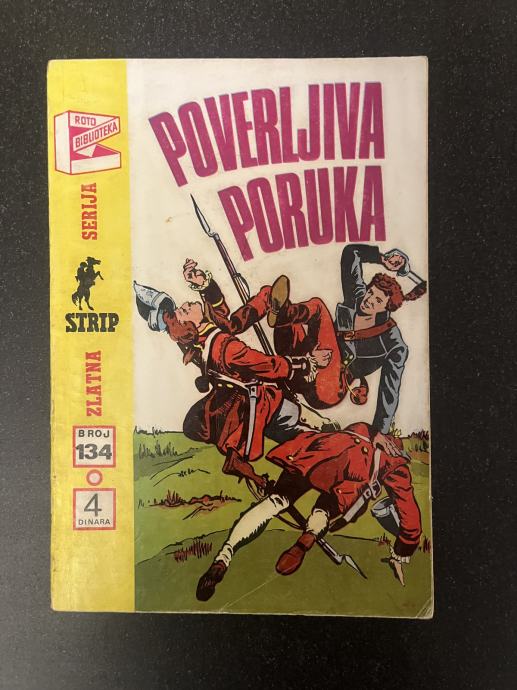 ROTO
BIBLIOTEKA
SERIJA
STRIP
ZLATNA
BROJ
134
4
DINARA
POVERLJIVA
PORUKA